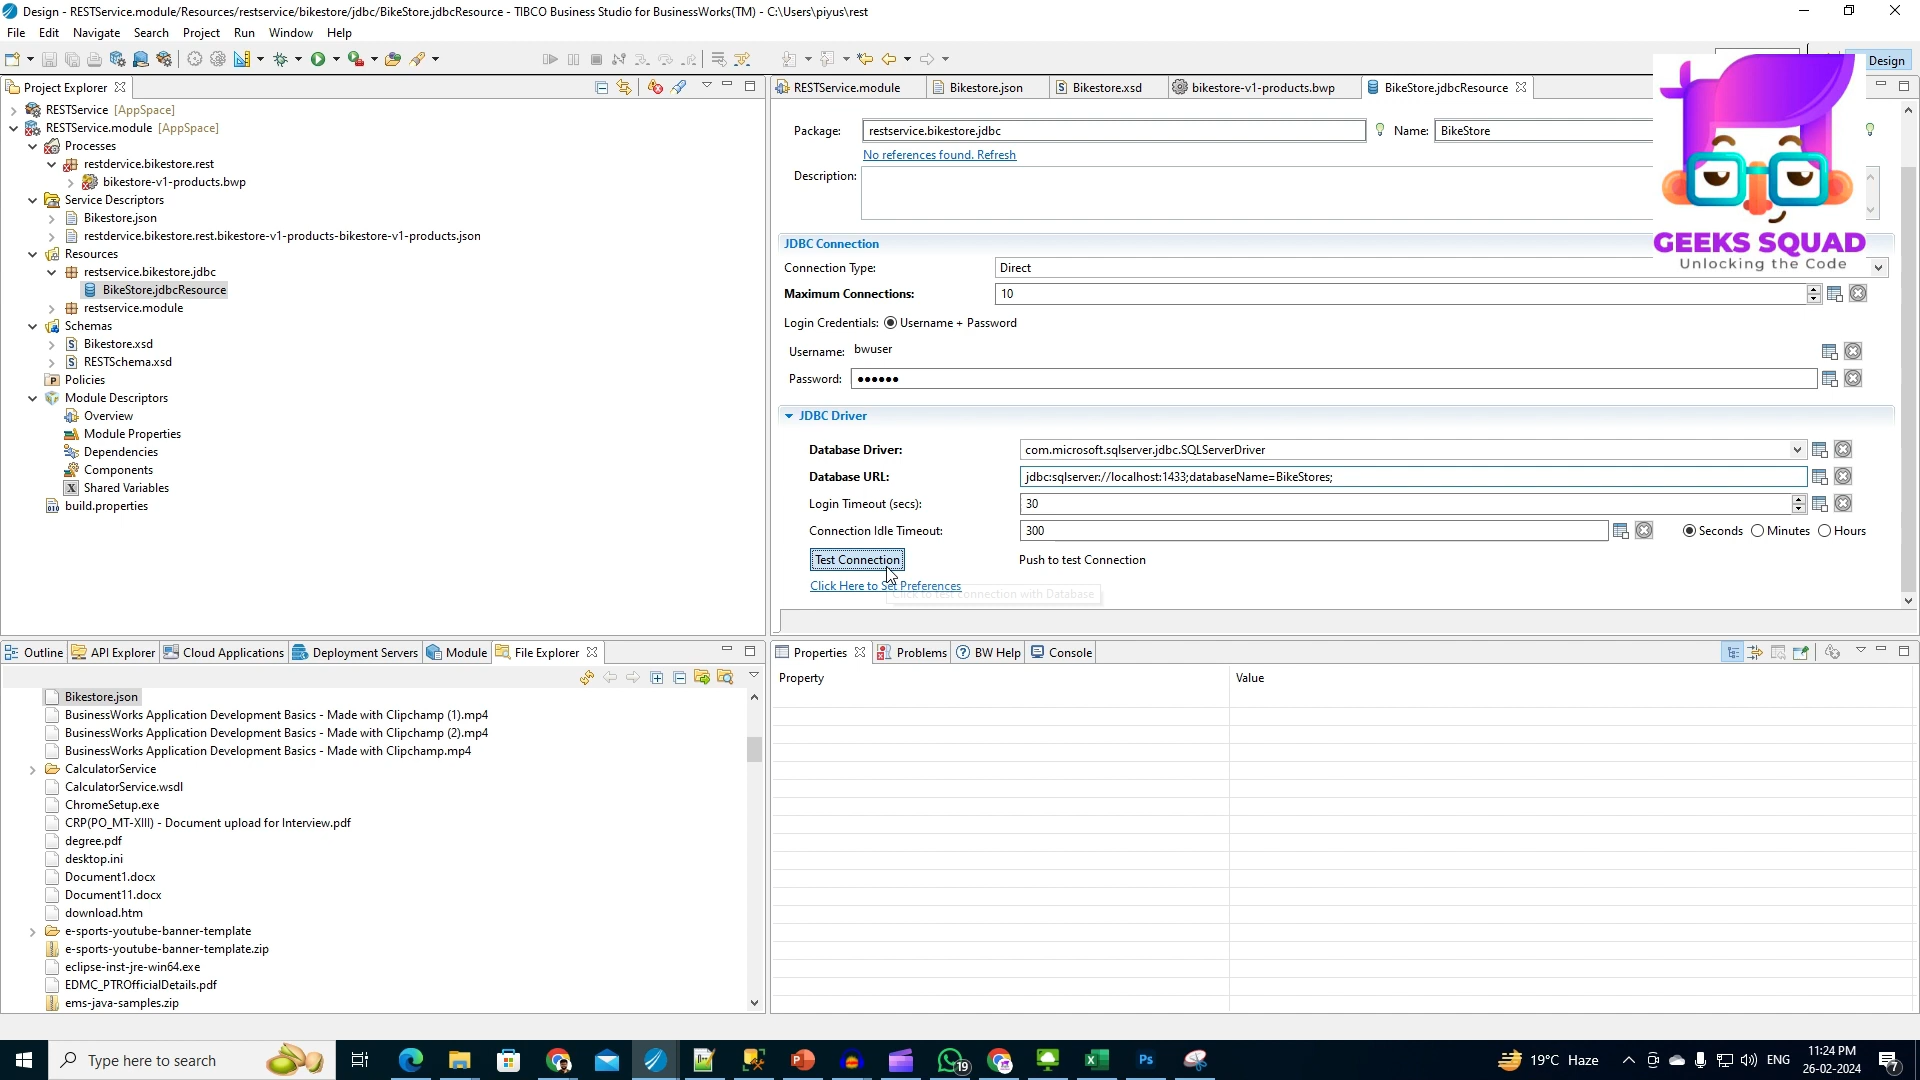 Design - RESTService.module/Resources/restservice/bikestore/jdbc/BikeStore.jdbcResource - TIBCO Business Studio for BusinessWorks(TM) - C:\Users\piyus\rest
File Edit Navigate Search Project Run Window Help
Design
Project Explorer
RESTService [AppSpace]
RESTService.module [AppSpace]
Processes
restdervice.bikestore.rest
bikestore-v1-products.bwp
Service Descriptors
Bikestore.json
restdervice.bikestore.rest.bikestore-v1-products-bikestore-v1-products.json
Resources
restservice.bikestore.jdbc
BikeStore.jdbcResource
restservice.module
Schemas
Bikestore.xsd
RESTSchema.xsd
Policies
Module Descriptors
Overview
Module Properties
Dependencies
Components
Shared Variables
build.properties
RESTService.module Bikestore.json Bikestore.xsd bikestore-v1-products.bwp BikeStore.jdbcResource
Package: restservice.bikestore.jdbc Name: BikeStore
No references found. Refresh
Description:
GEEKS SQUAD
Unlocking the Code
JDBC Connection
Connection Type: Direct
Maximum Connections: 10
Login Credentials: Username + Password
Username: bwuser
Password: ••••••
JDBC Driver
Database Driver: com.microsoft.sqlserver.jdbc.SQLServerDriver
Database URL: jdbc:sqlserver://localhost:1433;databaseName=BikeStores;
Login Timeout (secs): 30
Connection Idle Timeout: 300 Seconds Minutes Hours
Test Connection Push to test Connection
Click Here to Set Preferences
Click to test connection with Database
Outline API Explorer Cloud Applications Deployment Servers Module File Explorer
Bikestore.json
BusinessWorks Application Development Basics - Made with Clipchamp (1).mp4
BusinessWorks Application Development Basics - Made with Clipchamp (2).mp4
BusinessWorks Application Development Basics - Made with Clipchamp.mp4
CalculatorService
CalculatorService.wsdl
ChromeSetup.exe
CRP(PO_MT-XIII) - Document upload for Interview.pdf
degree.pdf
desktop.ini
Document1.docx
Document11.docx
download.htm
e-sports-youtube-banner-template
e-sports-youtube-banner-template.zip
eclipse-inst-jre-win64.exe
EDMC_PTROfficialDetails.pdf
ems-java-samples.zip
Properties Problems BW Help Console
Property Value
Type here to search
19
Ps
19°C Haze
ENG
11:24 PM
26-02-2024
7